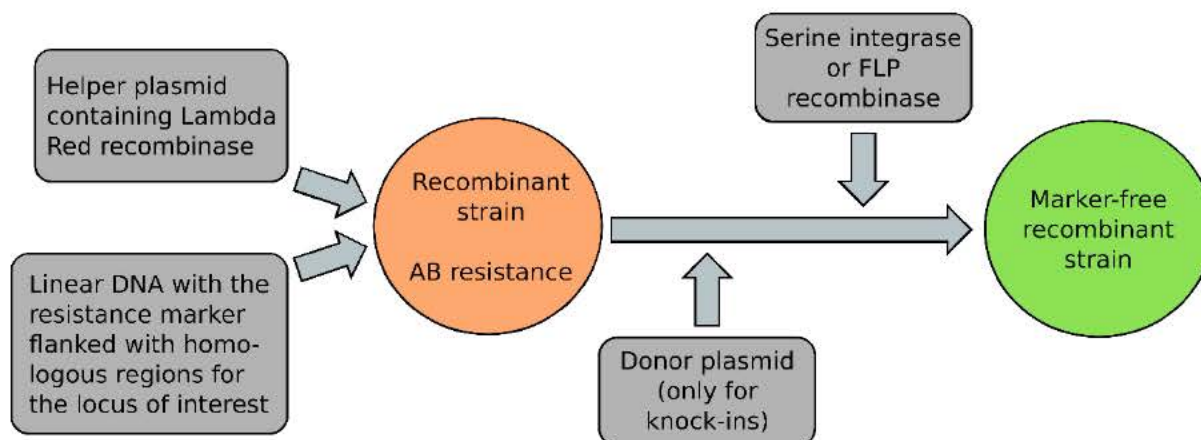 Helper plasmid
containing Lambda
Red recombinase
Linear DNA with the
resistance marker
flanked with homo-
logous regions for
the locus of interest
Recombinant
strain
AB resistance
Serine integrase
or FLP
recombinase
Donor plasmid
(only for
knock-ins)
Marker-free
recombinant
strain